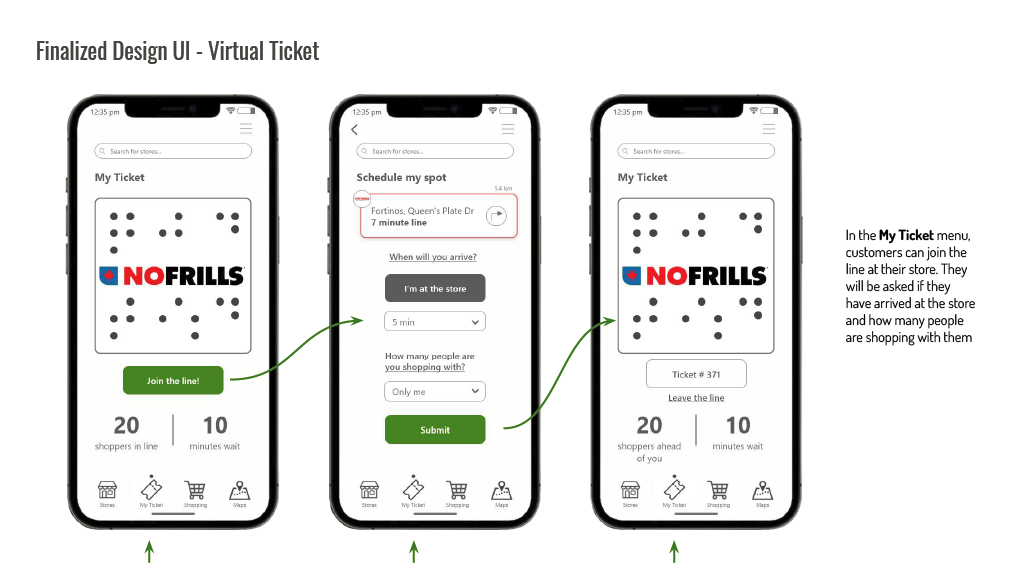 Finalized Design UI - Virtual Ticket
12:35 pm
Search for stores...
My Ticket
NOFRILLS
Join the line!
20
shoppers in line
10
minutes wait
Stores
My Ticket
Shopping
Maps
12:35 pm
Search for stores...
Schedule my spot
1.4 km
Fortinos, Queen's Plate Dr
7 minute line
When will you arrive?
I'm at the store
5 min
How many people are
you shopping with?
Only me
Submit
Stores
My Ticket
Shopping
Maps
12:35 pm
Search for stores...
My Ticket
NOFRILLS
Ticket # 371
Leave the line
20
shoppers ahead
of you
10
minutes wait
Stores
My Ticket
Shopping
Maps
In the My Ticket menu,
customers can join the
line at their store. They
will be asked if they
have arrived at the store
and how many people
are shopping with them